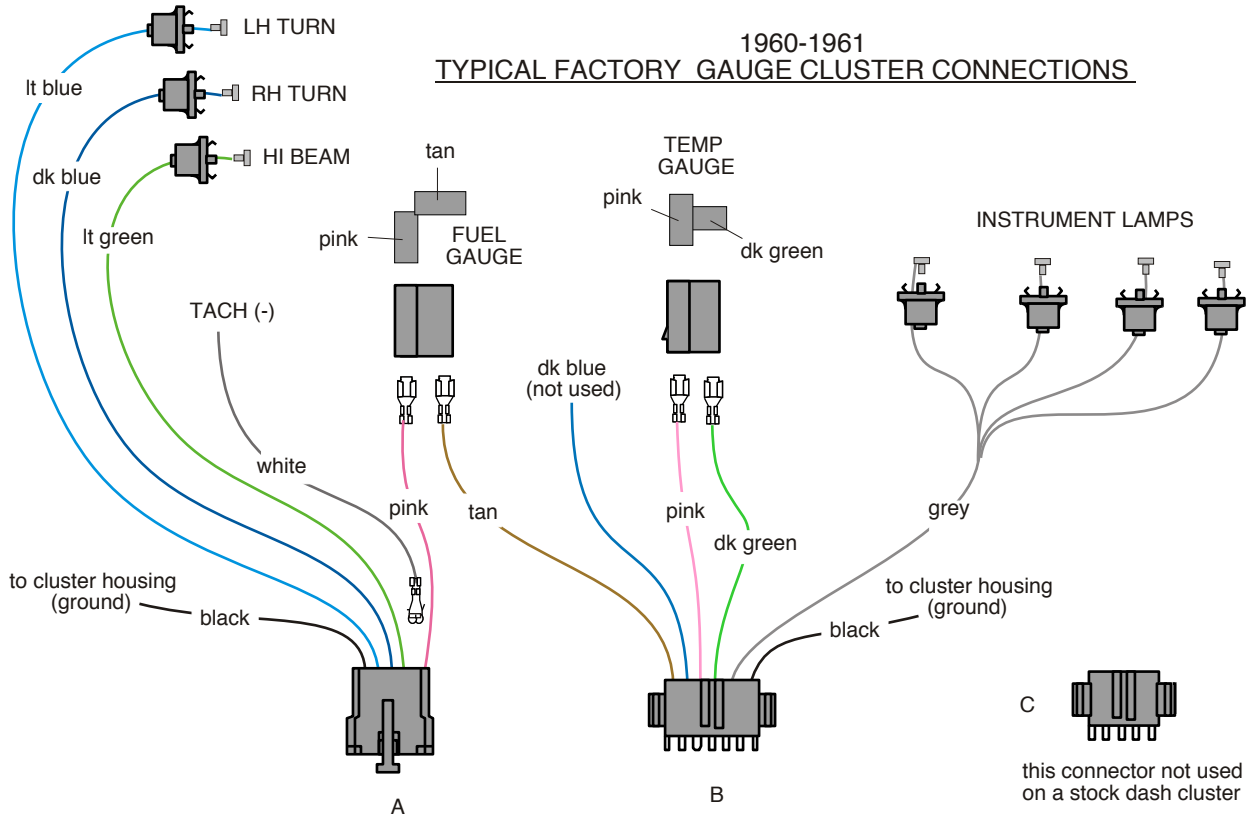 1960-1961
TYPICAL FACTORY GAUGE CLUSTER CONNECTIONS
LH TURN
lt blue
RH TURN
dk blue
HI BEAM
lt green
tan
pink
FUEL
GAUGE
TEMP
GAUGE
pink
dk green
INSTRUMENT LAMPS
TACH (-)
dk blue
(not used)
white
pink
tan
pink
dk green
grey
to cluster housing
(ground)
black
to cluster housing
(ground)
black
A
B
C
this connector not used
on a stock dash cluster